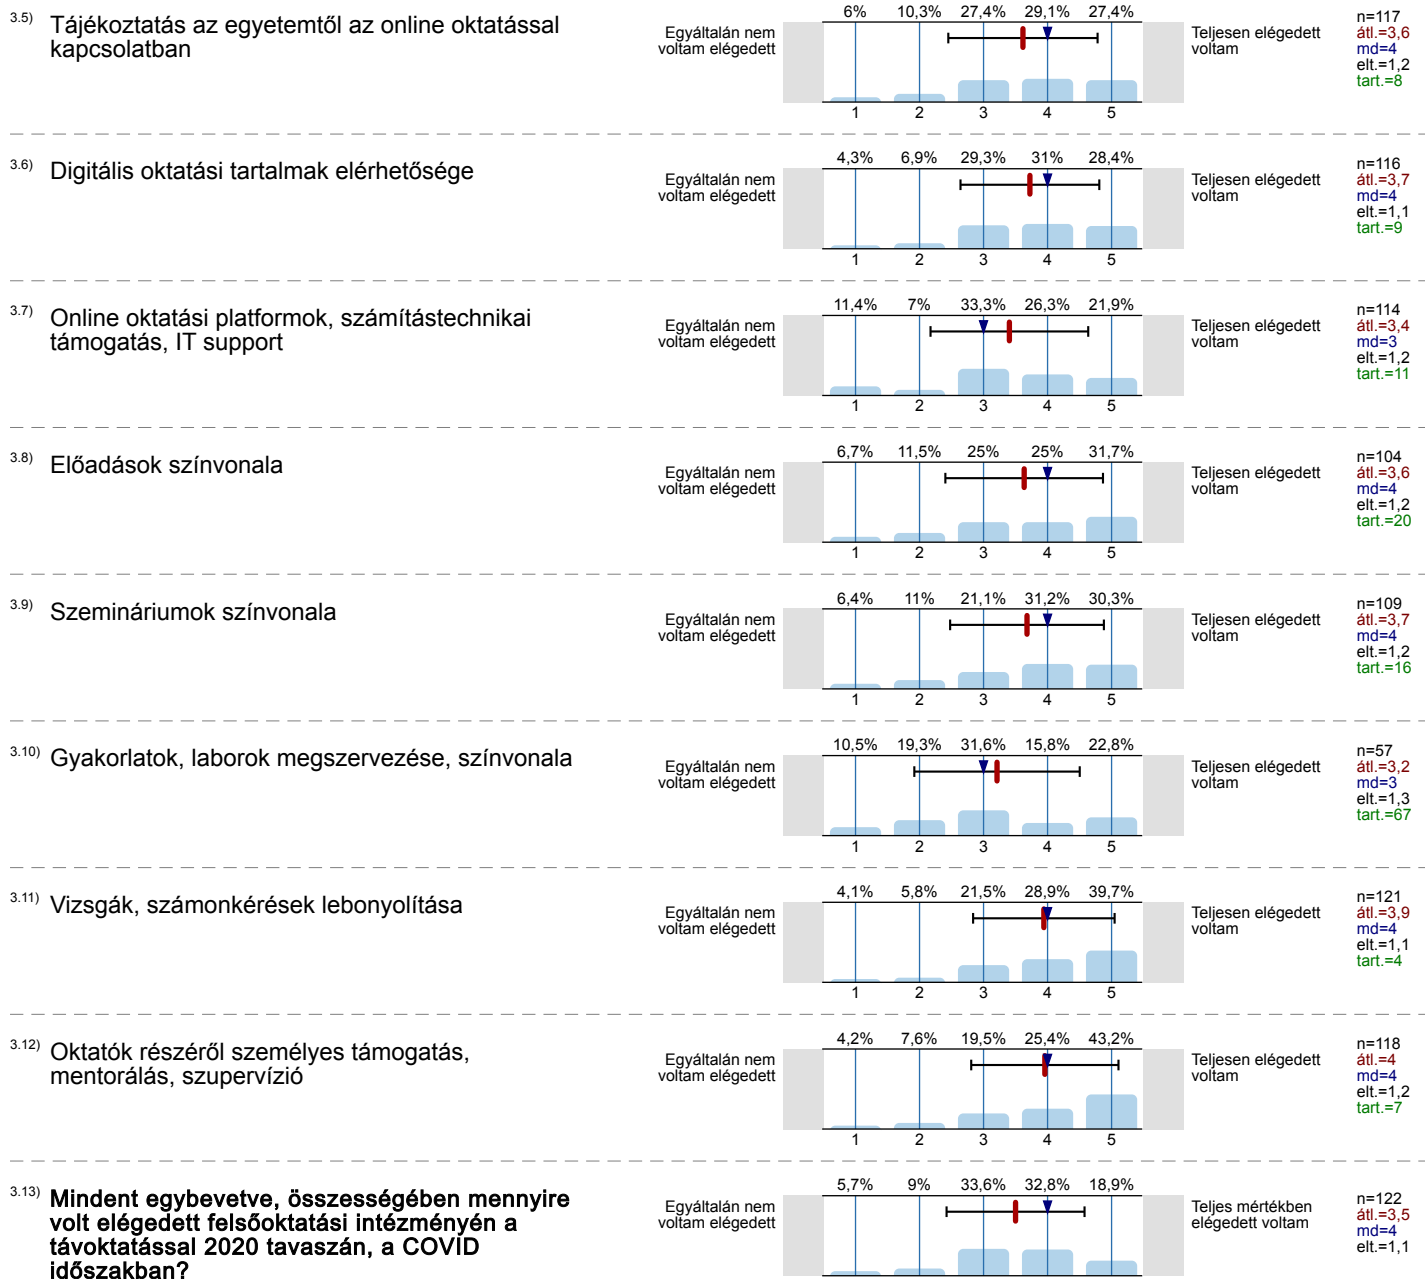 3.5) Tájékoztatás az egyetemtől az online oktatással
kapcsolatban
Egyáltalán nem
voltam elégedett
6% 10,3% 27,4% 29,1% 27,4%
1 2 3 4 5
Teljesen elégedett
voltam
n=117
átl.=3,6
md=4
elt.=1,2
tart.=8
3.6) Digitális oktatási tartalmak elérhetősége
Egyáltalán nem
voltam elégedett
4,3% 6,9% 29,3% 31% 28,4%
1 2 3 4 5
Teljesen elégedett
voltam
n=116
átl.=3,7
md=4
elt.=1,1
tart.=9
3.7) Online oktatási platformok, számítástechnikai
támogatás, IT support
Egyáltalán nem
voltam elégedett
11,4% 7% 33,3% 26,3% 21,9%
1 2 3 4 5
Teljesen elégedett
voltam
n=114
átl.=3,4
md=3
elt.=1,2
tart.=11
3.8) Előadások színvonala
Egyáltalán nem
voltam elégedett
6,7% 11,5% 25% 25% 31,7%
1 2 3 4 5
Teljesen elégedett
voltam
n=104
átl.=3,6
md=4
elt.=1,2
tart.=20
3.9) Szemináriumok színvonala
Egyáltalán nem
voltam elégedett
6,4% 11% 21,1% 31,2% 30,3%
1 2 3 4 5
Teljesen elégedett
voltam
n=109
átl.=3,7
md=4
elt.=1,2
tart.=16
3.10) Gyakorlatok, laborok megszervezése, színvonala
Egyáltalán nem
voltam elégedett
10,5% 19,3% 31,6% 15,8% 22,8%
1 2 3 4 5
Teljesen elégedett
voltam
n=57
átl.=3,2
md=3
elt.=1,3
tart.=67
3.11) Vizsgák, számonkérések lebonyolítása
Egyáltalán nem
voltam elégedett
4,1% 5,8% 21,5% 28,9% 39,7%
1 2 3 4 5
Teljesen elégedett
voltam
n=121
átl.=3,9
md=4
elt.=1,1
tart.=4
3.12) Oktatók részéről személyes támogatás,
mentorálás, szupervízió
Egyáltalán nem
voltam elégedett
4,2% 7,6% 19,5% 25,4% 43,2%
1 2 3 4 5
Teljesen elégedett
voltam
n=118
átl.=4
md=4
elt.=1,2
tart.=7
3.13) Mindent egybevetve, összességében mennyire
volt elégedett felsőoktatási intézményén a
távoktatással 2020 tavaszán, a COVID
időszakban?
Egyáltalán nem
voltam elégedett
5,7% 9% 33,6% 32,8% 18,9%
Teljes mértékben
elégedett voltam
n=122
átl.=3,5
md=4
elt.=1,1